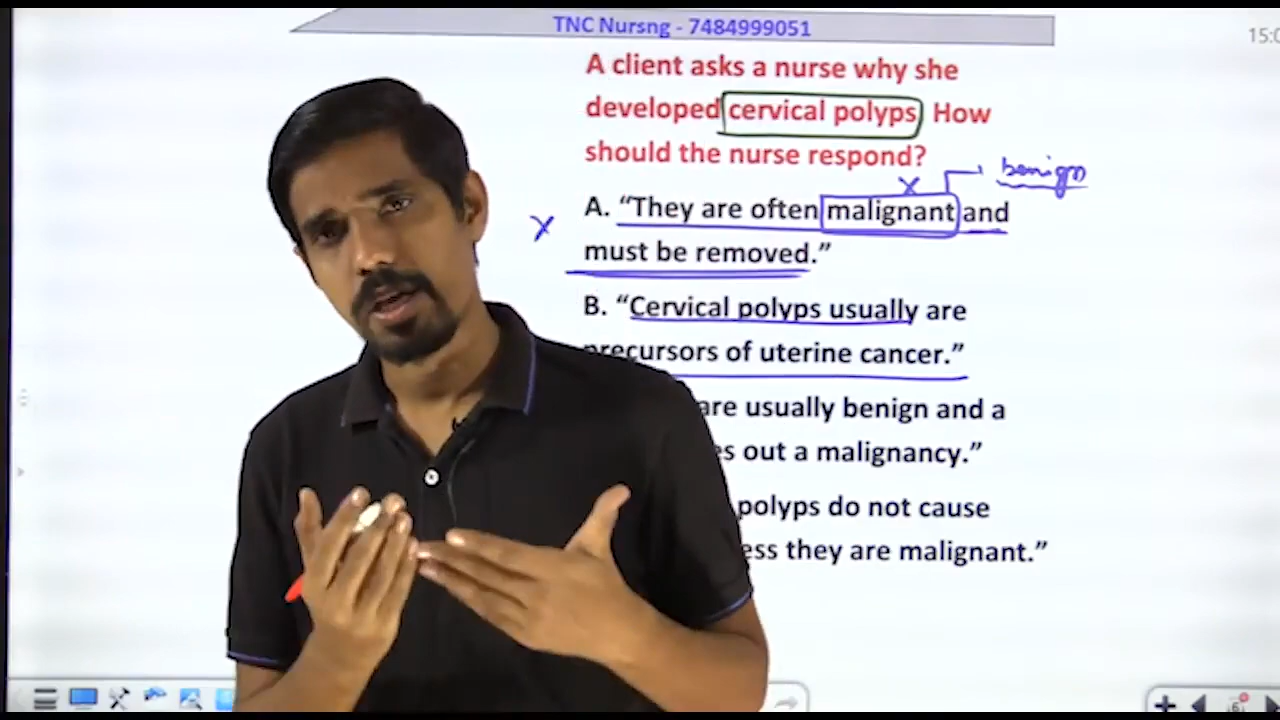 TNC Nursng - 7484999051
15:0
A client asks a nurse why she
developed cervical polyps. How
should the nurse respond?
benign
x
A. “They are often malignant and
x
must be removed.”
B. “Cervical polyps usually are
precursors of uterine cancer.”
are usually benign and a
es out a malignancy.”
polyps do not cause
ess they are malignant.”
6